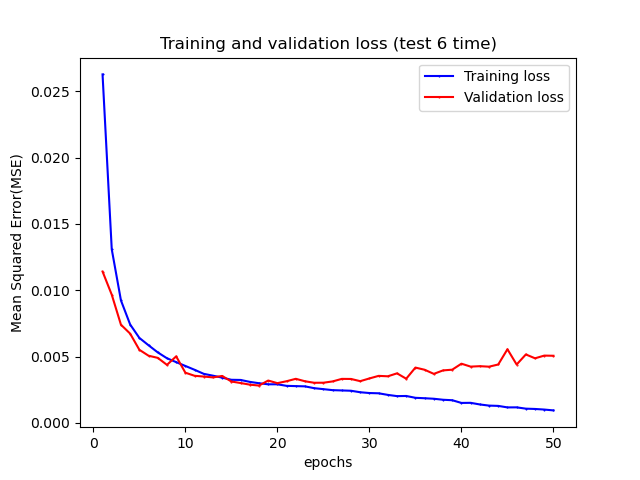 Training and validation loss (test 6 time)
Training loss
Validation loss
Mean Squared Error(MSE)
0.025
0.020
0.015
0.010
0.005
0.000
0 10 20 30 40 50
epochs